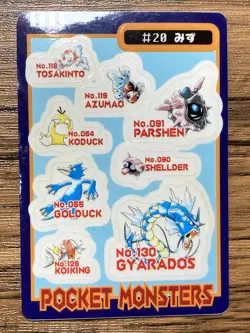 #20 みず
No.118
TOSAKINTO
No.119
AZUMAO
No.054
KODUCK
No.091
PARSHEN
No.090
SHELLDER
No.055
GOLDUCK
No.130
GYARADOS
No.129
KOIKING
POCKET MONSTERS